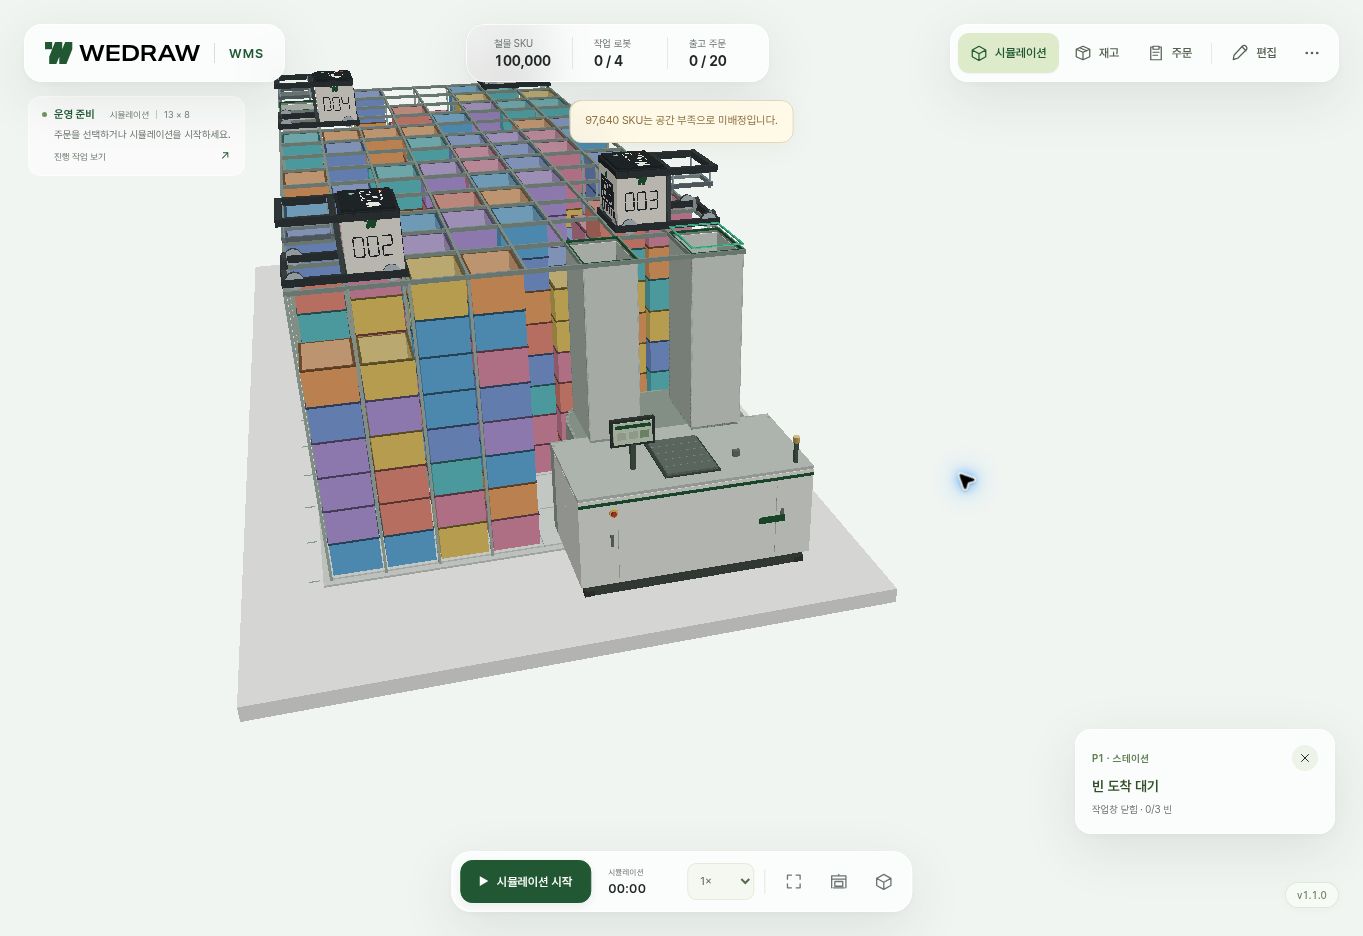 WEDRAW
WMS
철물 SKU
100,000
작업 로봇
0 / 4
출고 주문
0 / 20
시뮬레이션
재고
주문
편집
운영 준비
시뮬레이션
13 × 8
주문을 선택하거나 시뮬레이션을 시작하세요.
진행 작업 보기
97,640 SKU는 공간 부족으로 미배정입니다.
004
003
002
P1 · 스테이션
빈 도착 대기
작업창 닫힘 · 0/3 빈
시뮬레이션 시작
시뮬레이션
00:00
1×
v1.1.0